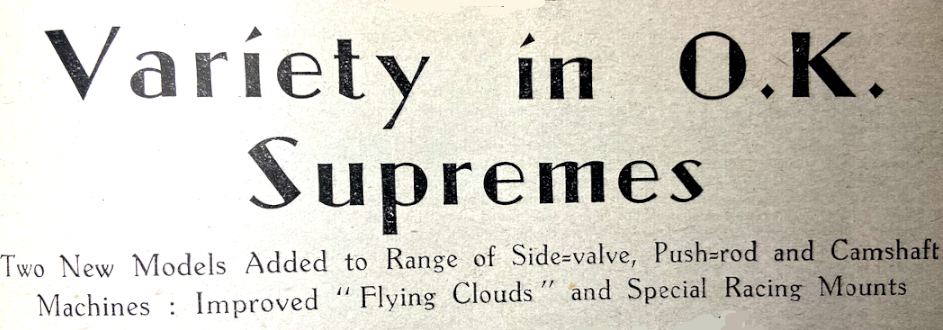 Variety in O.K.
Supremes
Two New Models Added to Range of Side=valve, Push=rod and Camshaft
Machines : Improved "Flying Clouds" and Special Racing Mounts